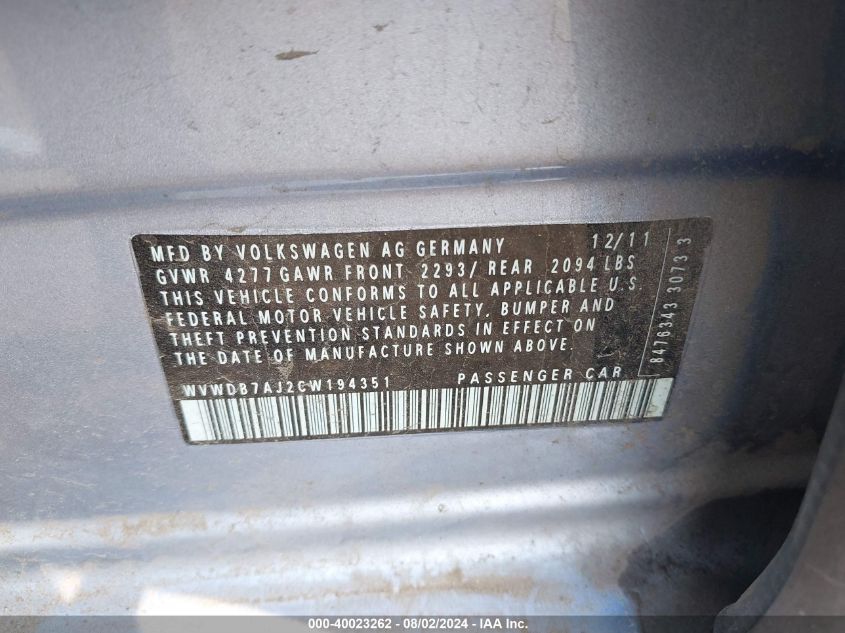 MFD BY VOLKSWAGEN AG GERMANY 12/11
GVWR 4277 GAWR FRONT 2293/ REAR 2094 LBS
THIS VEHICLE CONFORMS TO ALL APPLICABLE U.S
FEDERAL MOTOR VEHICLE SAFETY, BUMPER AND
THEFT PREVENTION STANDARDS IN EFFECT ON
THE DATE OF MANUFACTURE SHOWN ABOVE.
WVWDB7AJ2CW194351 PASSENGER CAR
8476343 3073 3
000-40023262 - 08/02/2024 - IAA Inc.